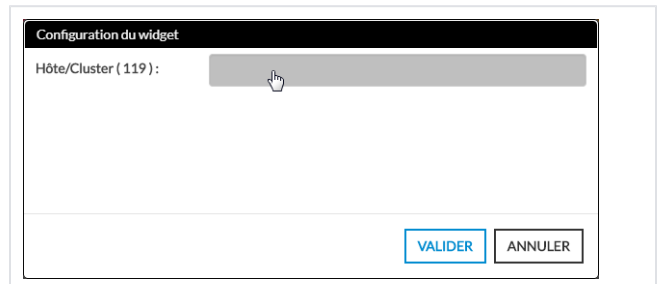 Configuration du widget
Hôte/Cluster ( 119 ) :
VALIDER ANNULER